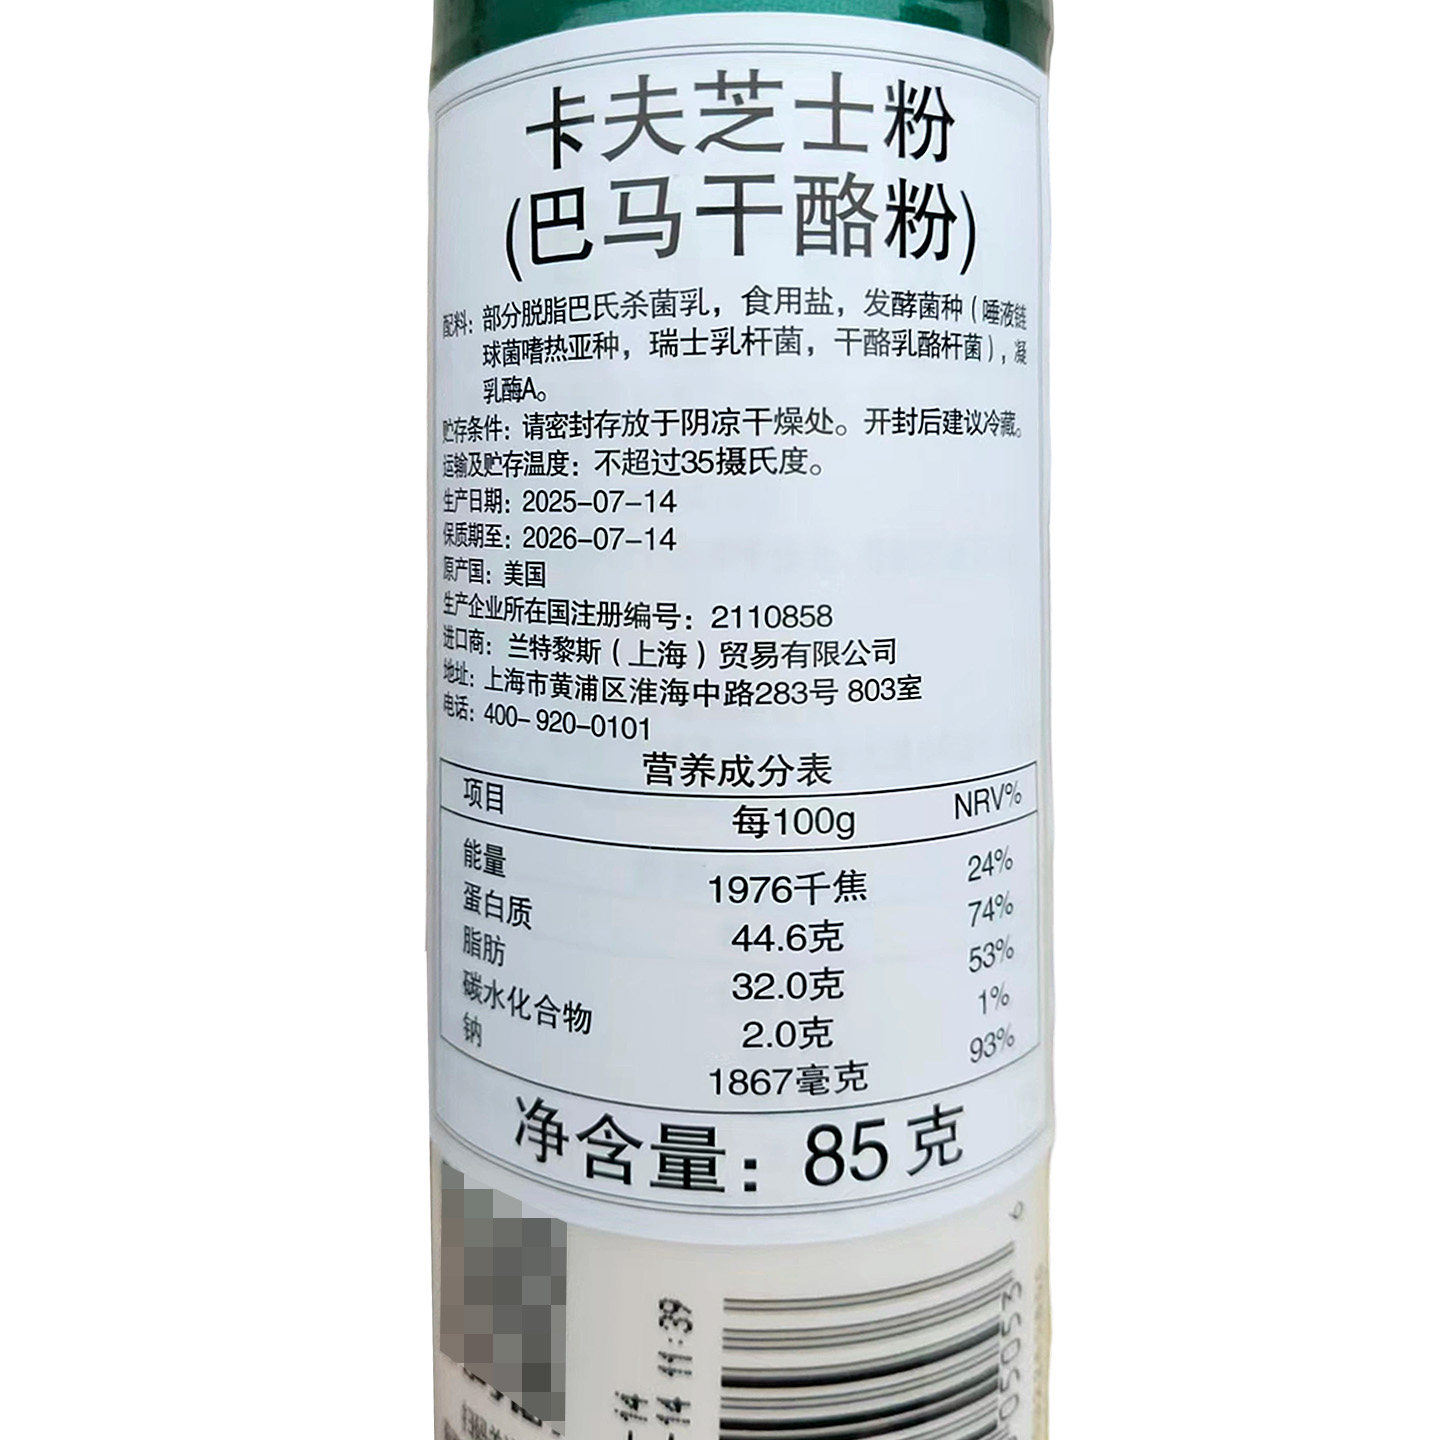 卡夫芝士粉
(巴马干酪粉)
配料：部分脱脂巴氏杀菌乳，食用盐，发酵菌种（唾液链
球菌嗜热亚种，瑞士乳杆菌，干酪乳酪杆菌），凝
乳酶A。
贮存条件：请密封存放于阴凉干燥处。开封后建议冷藏。
运输及贮存温度：不超过35摄氏度。
生产日期：2025-07-14
保质期至：2026-07-14
原产国：美国
生产企业所在国注册编号：2110858
进口商：兰特黎斯（上海）贸易有限公司
地址：上海市黄浦区淮海中路283号 803室
电话：400-920-0101
营养成分表
项目 每100g NRV%
能量 1976千焦 24%
蛋白质 44.6克 74%
脂肪 32.0克 53%
碳水化合物 2.0克 1%
钠 1867毫克 93%
净含量：85克
14 11:39
14